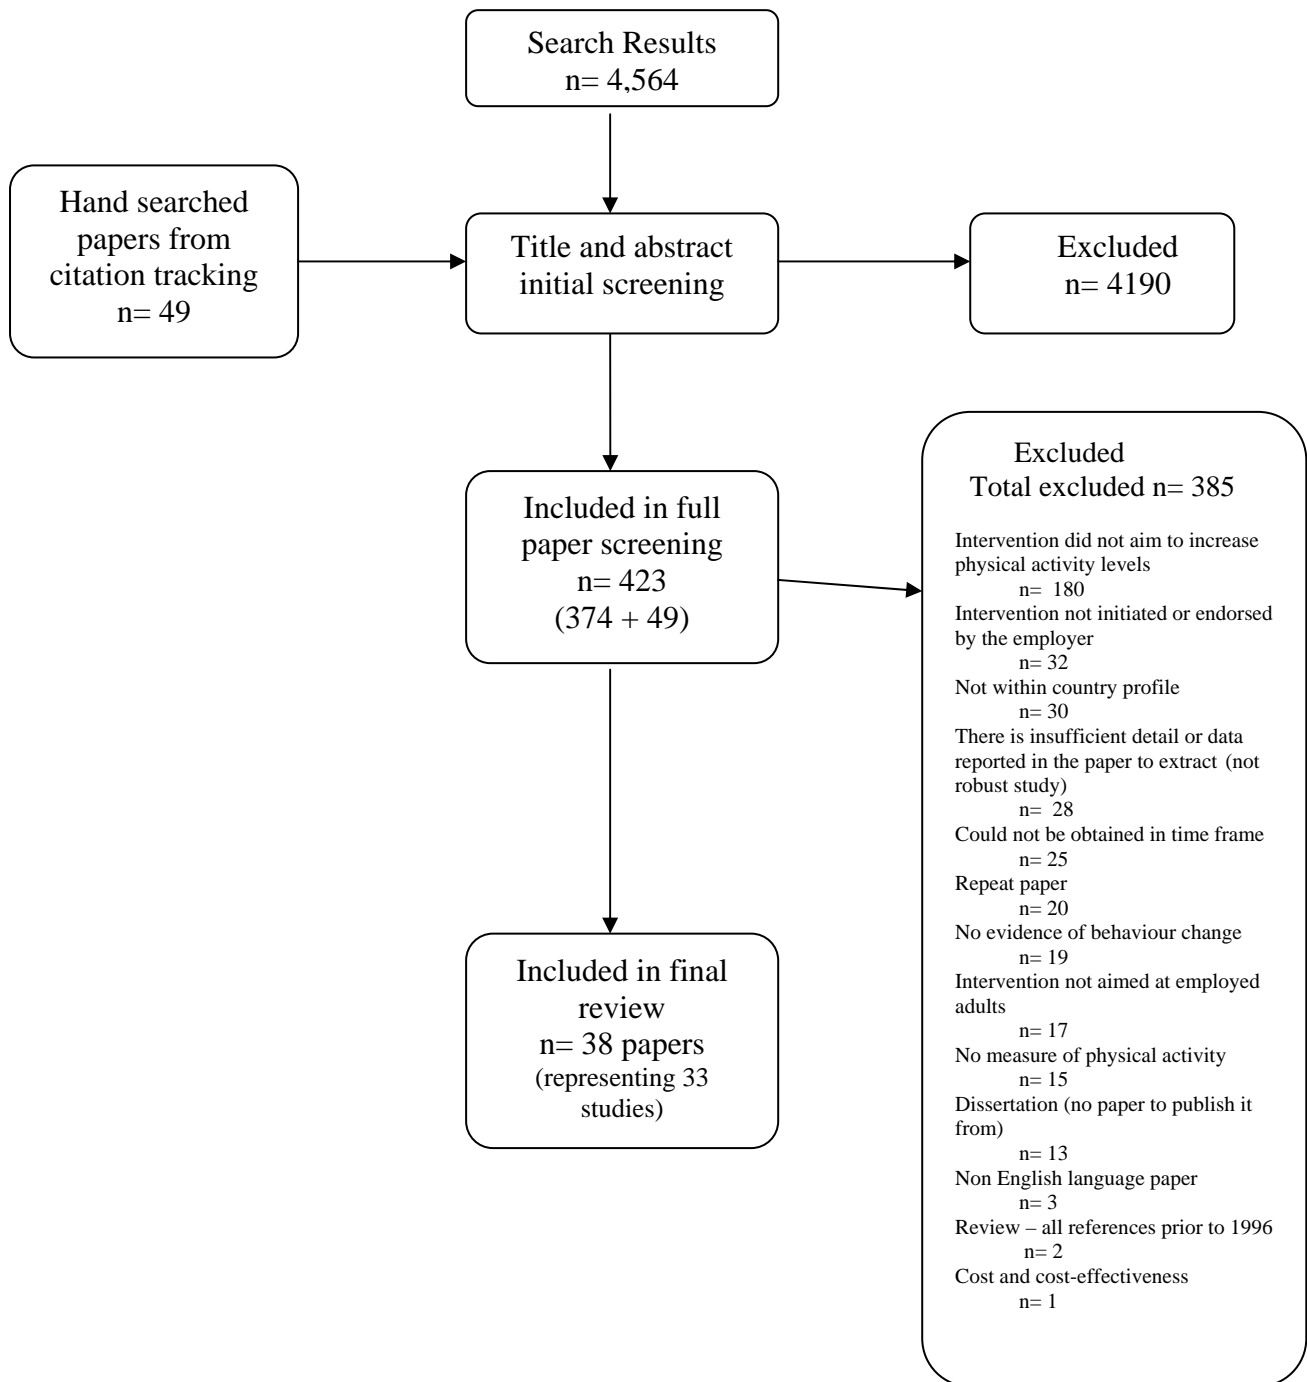 Search Results
n= 4,564
Hand searched
papers from
citation tracking
n= 49
Title and abstract
initial screening
Excluded
n= 4190
Included in full
paper screening
n= 423
(374 + 49)
Excluded
Total excluded n= 385
Intervention did not aim to increase
physical activity levels
n= 180
Intervention not initiated or endorsed
by the employer
n= 32
Not within country profile
n= 30
There is insufficient detail or data
reported in the paper to extract (not
robust study)
n= 28
Could not be obtained in time frame
n= 25
Repeat paper
n= 20
No evidence of behaviour change
n= 19
Intervention not aimed at employed
adults
n= 17
No measure of physical activity
n= 15
Dissertation (no paper to publish it
from)
n= 13
Non English language paper
n= 3
Review – all references prior to 1996
n= 2
Cost and cost-effectiveness
n= 1
Included in final
review
n= 38 papers
(representing 33
studies)